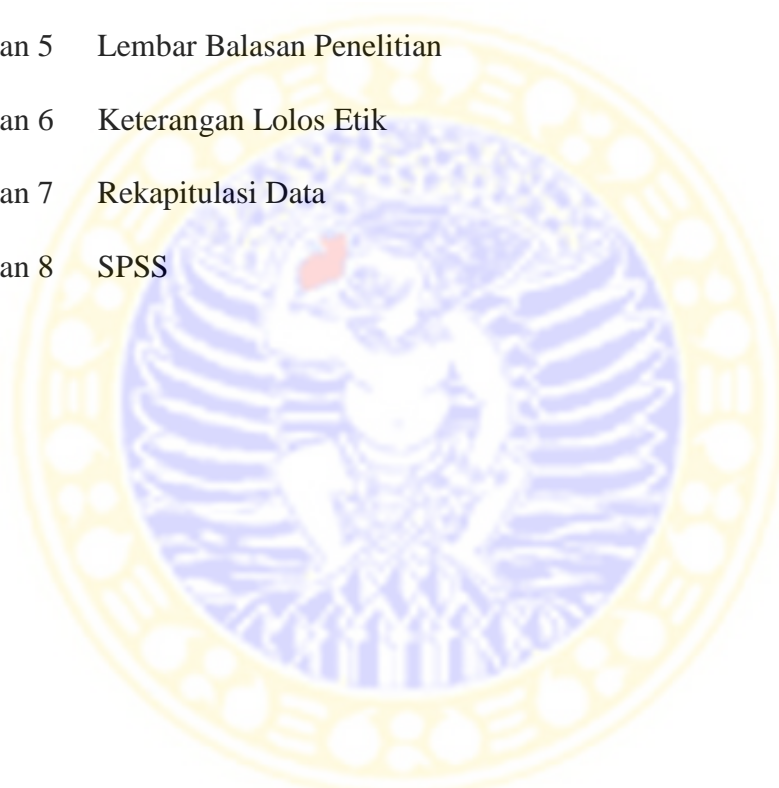 an 5 Lembar Balasan Penelitian
an 6 Keterangan Lolos Etik
an 7 Rekapitulasi Data
an 8 SPSS